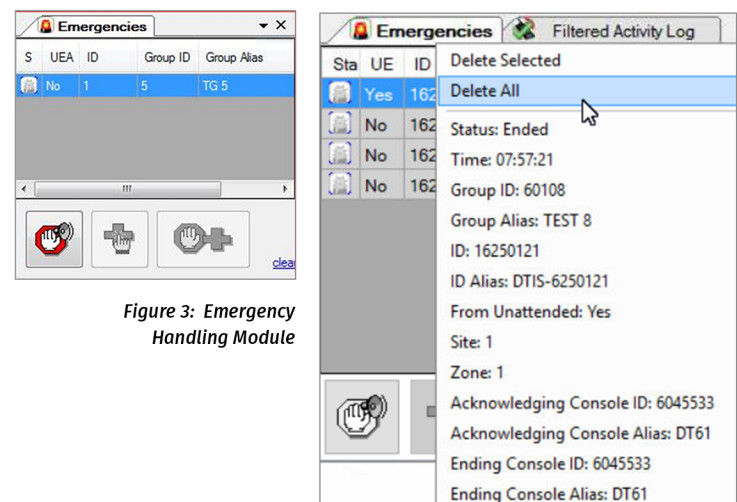 Emergencies
S UEA ID Group ID Group Alias
No 1 5 TG 5
Figure 3: Emergency
Handling Module
Emergencies Filtered Activity Log
Sta UE ID
Yes 162
No 162
No 162
No 162
Delete Selected
Delete All
Status: Ended
Time: 07:57:21
Group ID: 60108
Group Alias: TEST 8
ID: 16250121
ID Alias: DTIS-6250121
From Unattended: Yes
Site: 1
Zone: 1
Acknowledging Console ID: 6045533
Acknowledging Console Alias: DT61
Ending Console ID: 6045533
Ending Console Alias: DT61